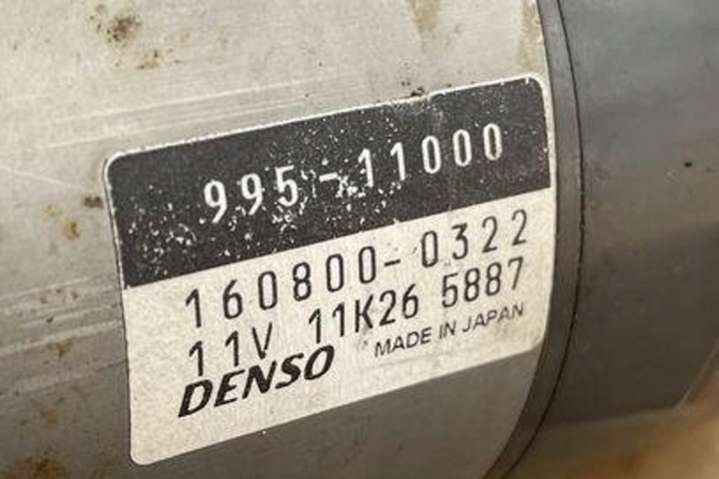 995-11000
160800-0322
11V 11K26 5887
DENSO MADE IN JAPAN